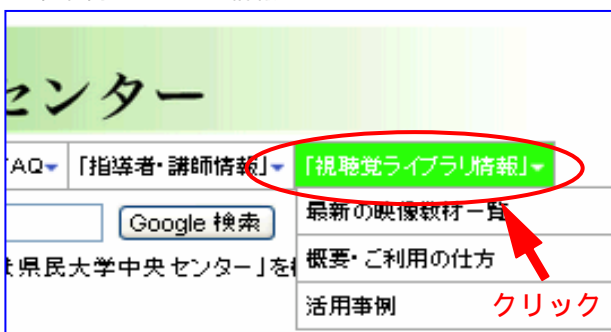 センター
FAQ 「指導者・講師情報」 「視聴覚ライブラリ情報」
Google 検索
最新の映像教材一覧
県民大学中央センター」を
概要・ご利用の仕方
活用事例
クリック